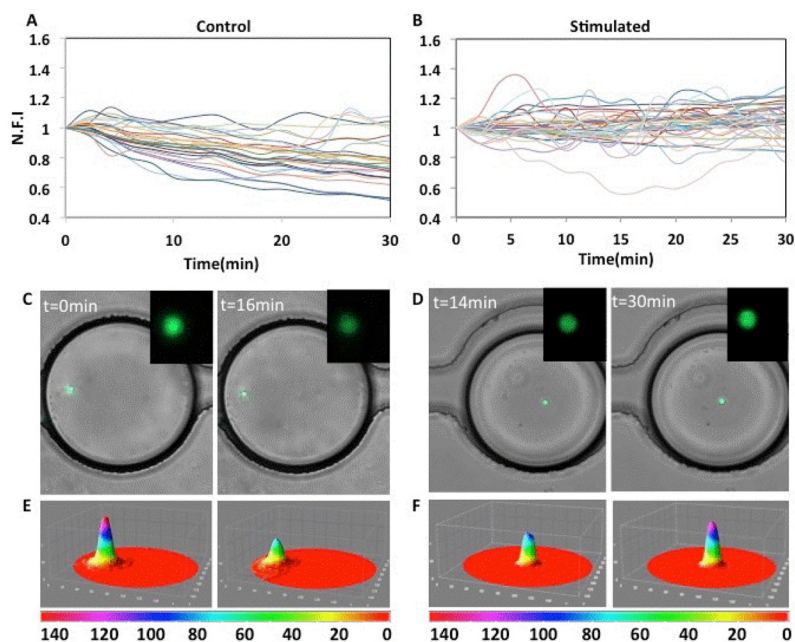 A
Control
B
Stimulated
1.6
1.4
1.2
1
0.8
0.6
0.4
N.F.I
0 10 20 30
Time(min)
1.6
1.4
1.2
1
0.8
0.6
0.4
0 5 10 15 20 25 30
Time(min)
C
t=0min
t=16min
D
t=14min
t=30min
E
F
140 120 100 80 60 40 20 0
140 120 100 80 60 40 20 0